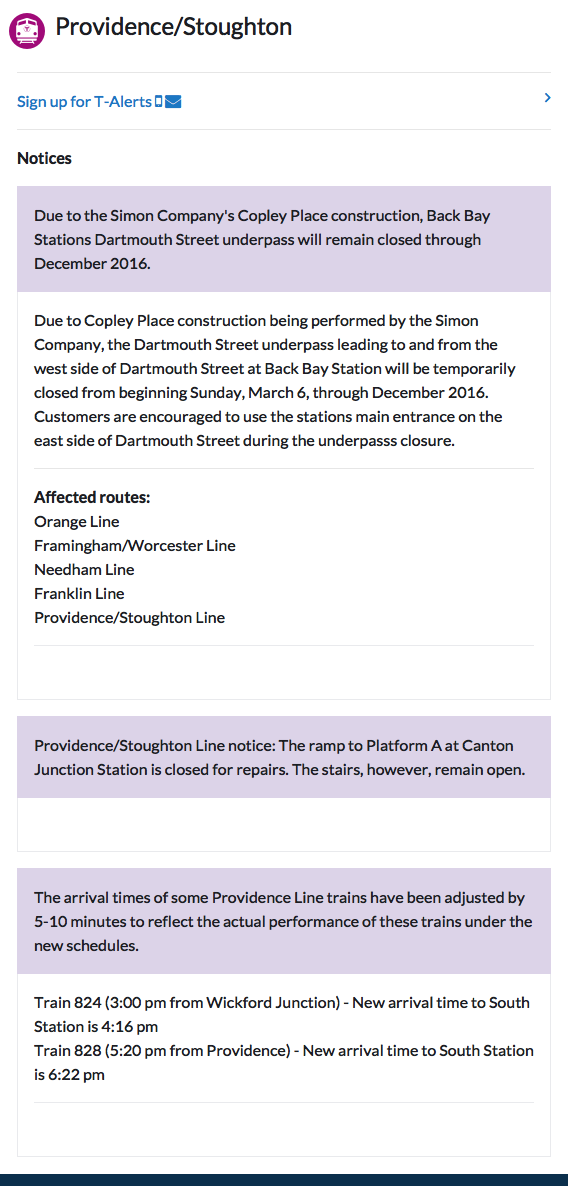 Providence/Stoughton
Sign up for T-Alerts
Notices
Due to the Simon Company's Copley Place construction, Back Bay
Stations Dartmouth Street underpass will remain closed through
December 2016.
Due to Copley Place construction being performed by the Simon
Company, the Dartmouth Street underpass leading to and from the
west side of Dartmouth Street at Back Bay Station will be temporarily
closed from beginning Sunday, March 6, through December 2016.
Customers are encouraged to use the stations main entrance on the
east side of Dartmouth Street during the underpasss closure.
Affected routes:
Orange Line
Framingham/Worcester Line
Needham Line
Franklin Line
Providence/Stoughton Line
Providence/Stoughton Line notice: The ramp to Platform A at Canton
Junction Station is closed for repairs. The stairs, however, remain open.
The arrival times of some Providence Line trains have been adjusted by
5-10 minutes to reflect the actual performance of these trains under the
new schedules.
Train 824 (3:00 pm from Wickford Junction) - New arrival time to South
Station is 4:16 pm
Train 828 (5:20 pm from Providence) - New arrival time to South Station
is 6:22 pm